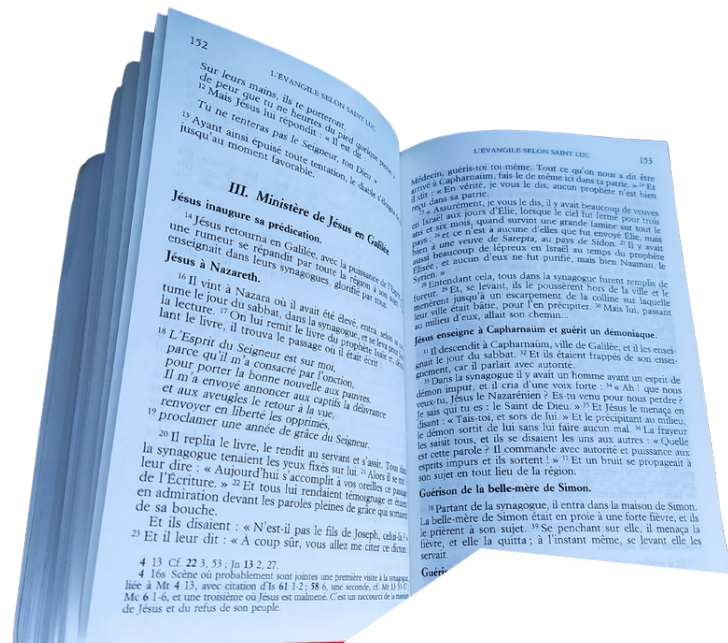 152
L'ÉVANGILE SELON SAINT LUC
Sur leurs mains, ils te porteront,
de peur que tu ne heurtes du pied quelque pierre. »
12 Mais Jésus lui répondit : « Il est dit :
Tu ne tenteras pas le Seigneur, ton Dieu. »
13 Ayant ainsi épuisé toute tentation, le diable s'éloigna de
jusqu'au moment favorable.
III. Ministère de Jésus en Galilée
Jésus inaugure sa prédication.
14 Jésus retourna en Galilée, avec la puissance de l'Esprit,
une rumeur se répandit par toute la région à son sujet.
enseignait dans leurs synagogues, glorifié par tous.
Jésus à Nazareth.
16 Il vint à Nazara où il avait été élevé, entra, selon sa
tume le jour du sabbat, dans la synagogue, et se leva pour
la lecture. 17 On lui remit le livre du prophète Isaïe et,
lant le livre, il trouva le passage où il était écrit :
18 L'Esprit du Seigneur est sur moi,
parce qu'il m'a consacré par l'onction,
pour porter la bonne nouvelle aux pauvres.
Il m'a envoyé annoncer aux captifs la délivrance
et aux aveugles le retour à la vue,
renvoyer en liberté les opprimés,
19 proclamer une année de grâce du Seigneur.
20 Il replia le livre, le rendit au servant et s'assit. Tous dans
la synagogue tenaient les yeux fixés sur lui. 21 Alors il se mit
leur dire : « Aujourd'hui s'accomplit à vos oreilles ce passage
de l'Écriture. » 22 Et tous lui rendaient témoignage et étaient
en admiration devant les paroles pleines de grâce qui sortaient
de sa bouche.
Et ils disaient : « N'est-il pas le fils de Joseph, celui-là ? »
23 Et il leur dit : « À coup sûr, vous allez me citer ce dicton :
4 13 Cf. 22 3, 53 ; Jn 13 2, 27.
4 16s Scène où probablement sont jointes une première visite à la synagogue,
liée à Mt 4 13, avec citation d'Is 61 1-2 ; 58 6, une seconde, cf. Mt 13 53-57
Mc 6 1-6, et une troisième où Jésus est malmené. C'est un raccourci de la mission
de Jésus et du refus de son peuple.
L'ÉVANGILE SELON SAINT LUC
153
Médecin, guéris-toi toi-même. Tout ce qu'on nous a dit être
arrivé à Capharnaüm, fais-le de même ici dans ta patrie. » 24 Et
il dit : « En vérité, je vous le dis, aucun prophète n'est bien
reçu dans sa patrie.
25 « Assurément, je vous le dis, il y avait beaucoup de veuves
en Israël aux jours d'Élie, lorsque le ciel fut fermé pour trois
ans et six mois, quand survint une grande famine sur tout le
pays ; 26 et ce n'est à aucune d'elles que fut envoyé Élie, mais
bien à une veuve de Sarepta, au pays de Sidon. 27 Il y avait
aussi beaucoup de lépreux en Israël au temps du prophète
Élisée ; et aucun d'eux ne fut purifié, mais bien Naaman, le
Syrien. »
28 Entendant cela, tous dans la synagogue furent remplis de
fureur. 29 Et, se levant, ils le poussèrent hors de la ville et le
menèrent jusqu'à un escarpement de la colline sur laquelle
leur ville était bâtie, pour l'en précipiter. 30 Mais lui, passant
au milieu d'eux, allait son chemin...
Jésus enseigne à Capharnaüm et guérit un démoniaque.
31 Il descendit à Capharnaüm, ville de Galilée, et il les ensei-
gnait le jour du sabbat. 32 Et ils étaient frappés de son ensei-
gnement, car il parlait avec autorité.
33 Dans la synagogue il y avait un homme ayant un esprit de
démon impur, et il cria d'une voix forte : 34 « Ah ! que nous
veux-tu, Jésus le Nazarénien ? Es-tu venu pour nous perdre ?
Je sais qui tu es : le Saint de Dieu. » 35 Et Jésus le menaça en
disant : « Tais-toi, et sors de lui. » Et le précipitant au milieu,
le démon sortit de lui sans lui faire aucun mal. 36 La frayeur
les saisit tous, et ils se disaient les uns aux autres : « Quelle
est cette parole ? Il commande avec autorité et puissance aux
esprits impurs et ils sortent ! » 37 Et un bruit se propageait à
son sujet en tout lieu de la région.
Guérison de la belle-mère de Simon.
38 Partant de la synagogue, il entra dans la maison de Simon.
La belle-mère de Simon était en proie à une forte fièvre, et ils
le prièrent à son sujet. 39 Se penchant sur elle, il menaça la
fièvre, et elle la quitta ; à l'instant même, se levant elle les
servait.